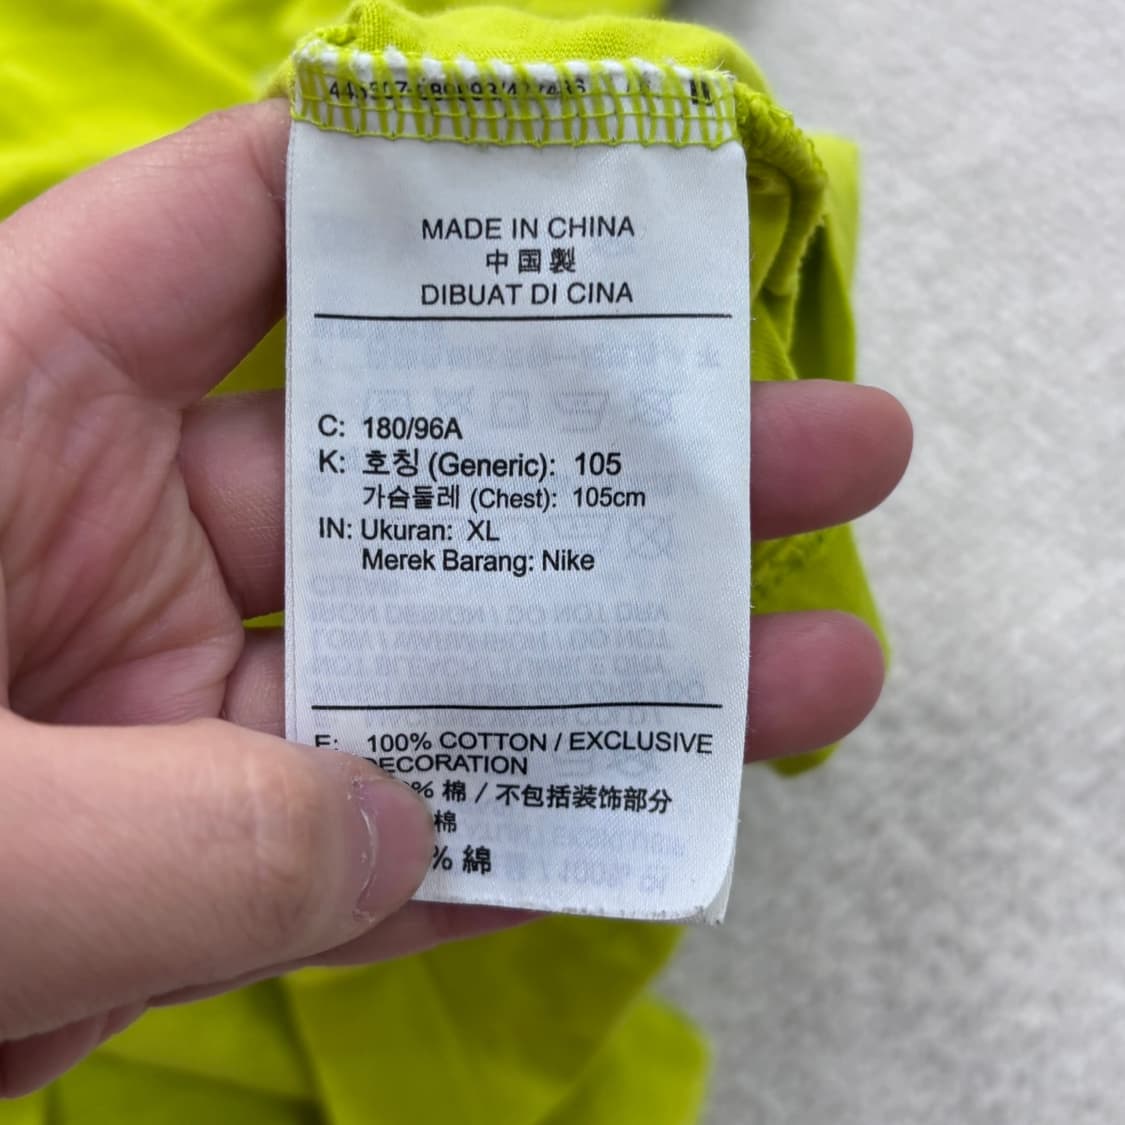 MADE IN CHINA
中国製
DIBUAT DI CINA
C: 180/96A
K: 호칭 (Generic): 105
가슴둘레 (Chest): 105cm
IN: Ukuran: XL
Merek Barang: Nike
E: 100% COTTON / EXCLUSIVE
DECORATION
% 棉 / 不包括装饰部分
棉
% 綿